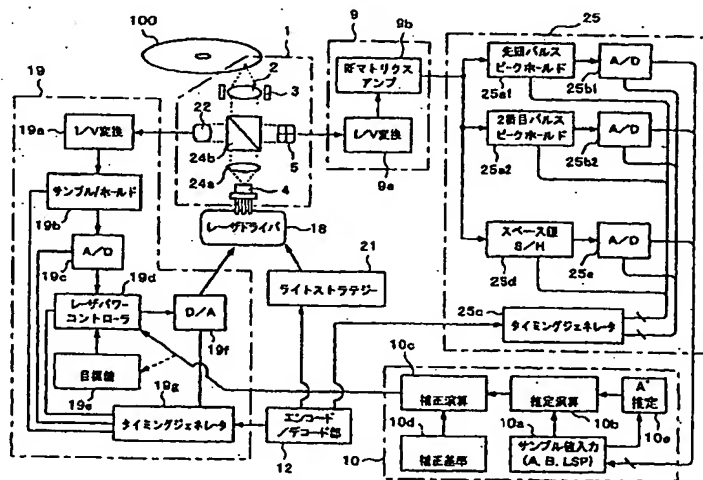 100
1
9
9b
25
2
3
RFマトリクス
アンプ
先頭パルス
ピークホールド
A/D
25a1
25b1
19
19a
I/V変換
22
24b
5
I/V変換
9a
2番目パルス
ピークホールド
A/D
25a2
25b2
サンプル/ホールド
19b
24a
4
レーザドライバ
18
A/D
19c
19d
レーザパワー
コントローラ
D/A
19f
21
ライトストラテジー
スペース値
S/H
A/D
25d
25e
25c
タイミングジェネレータ
目標値
19e
19g
タイミングジェネレータ
エンコード
/デコード部
12
10c
補正演算
推定演算
A'
推定
10b
10e
10d
補正基準
10a
サンプル値入力
(A, B, LSP)
10